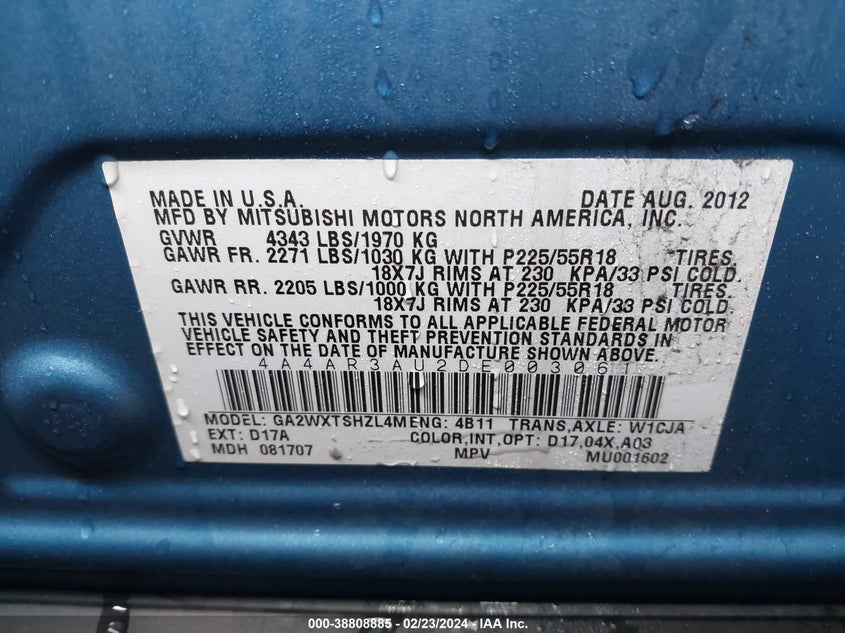 MADE IN U.S.A. DATE AUG. 2012
MFD BY MITSUBISHI MOTORS NORTH AMERICA, INC.
GVWR 4343 LBS/1970 KG
GAWR FR. 2271 LBS/1030 KG WITH P225/55R18 TIRES.
18X7J RIMS AT 230 KPA/33 PSI COLD.
GAWR RR. 2205 LBS/1000 KG WITH P225/55R18 TIRES.
18X7J RIMS AT 230 KPA/33 PSI COLD.
THIS VEHICLE CONFORMS TO ALL APPLICABLE FEDERAL MOTOR
VEHICLE SAFETY AND THEFT PREVENTION STANDARDS IN
EFFECT ON THE DATE OF MANUFACTURE SHOWN ABOVE.
MODEL: GA2WXTSHZL4M ENG: 4B11 TRANS,AXLE: W1CJA
EXT: D17A COLOR,INT,OPT: D17,04X,A03
MDH 081707 MPV MU001602
000-38808885 / 02/23/2024 - IAA Inc.